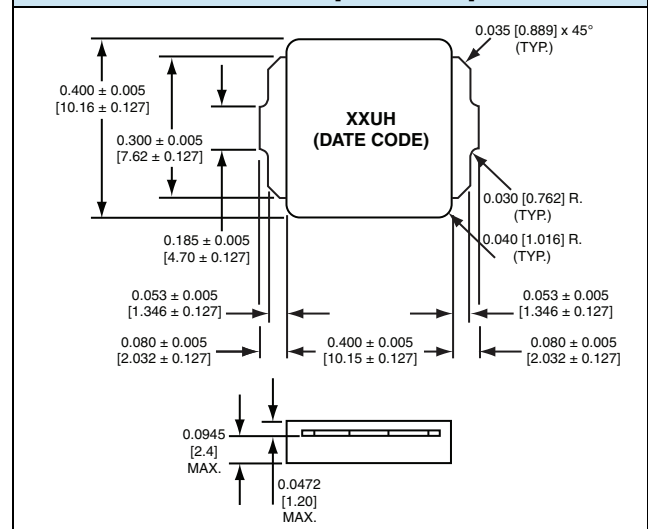 0.035 [0.889] x 45°
(TYP.)
0.400 ± 0.005
[10.16 ± 0.127]
XXUH
(DATE CODE)
0.300 ± 0.005
[7.62 ± 0.127]
0.030 [0.762] R.
(TYP.)
0.185 ± 0.005
[4.70 ± 0.127]
0.040 [1.016] R.
(TYP.)
0.053 ± 0.005
[1.346 ± 0.127]
0.053 ± 0.005
[1.346 ± 0.127]
0.080 ± 0.005
[2.032 ± 0.127]
0.400 ± 0.005
[10.15 ± 0.127]
0.080 ± 0.005
[2.032 ± 0.127]
0.0945
[2.4]
MAX.
0.0472
[1.20]
MAX.